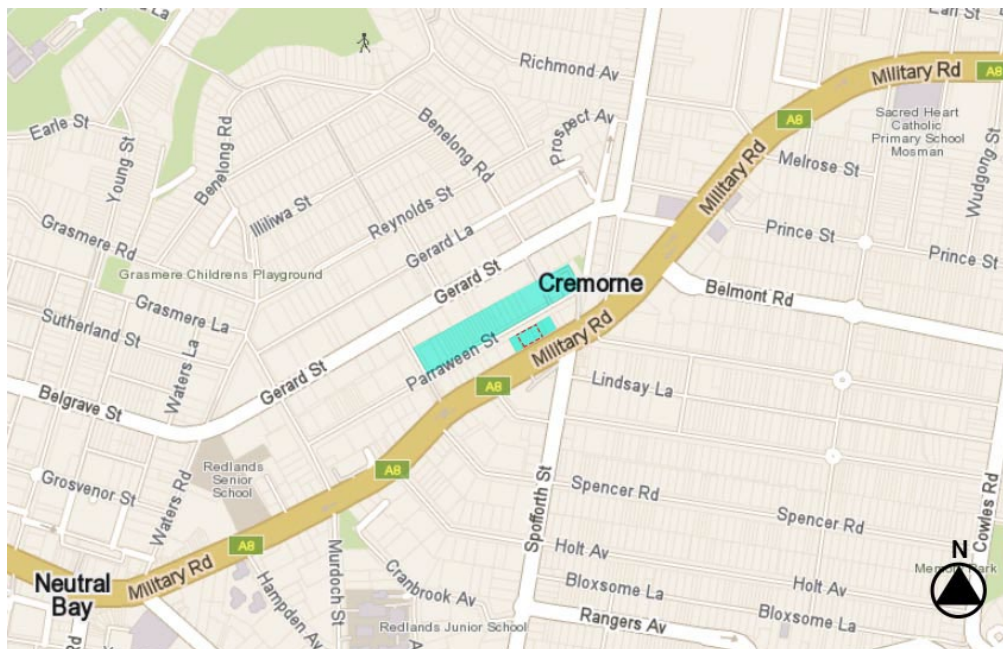 La
Earl St
Richmond Av
Military Rd
A8
A8
Sacred Heart
Catholic
Primary School
Mosman
Wudgong St
Earle St
Young St
Benelong Rd
Benelong Rd
Prospect Av
Military Rd
Melrose St
Illiliwa St
Reynolds St
Gerard La
Grasmere Rd
Grasmere Childrens Playground
Gerard St
Cremorne
Prince St
Prince St
Belmont Rd
Grasmere La
Sutherland St
Waters La
Parraween St
Military Rd
Gerard St
A8
Lindsay La
Belgrave St
Redlands
Senior
School
A8
Grosvenor St
Waters Rd
Spencer Rd
Spencer Rd
Spofforth St
Cowles Rd
A8
Military Rd
Murdoch St
Holt Av
Holt Av
N
Neutral
Bay
Hampden Av
Cranbrook Av
Bloxsome La
Bloxsome La
Park
Rd
Redlands Junior School
Rangers Av